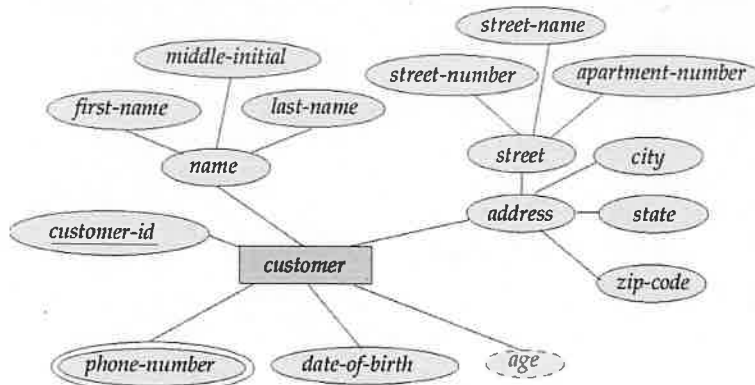 street-name
middle-initial
street-number
apartment-number
first-name
last-name
name
street
city
address
state
customer-id
customer
zip-code
phone-number
date-of-birth
age